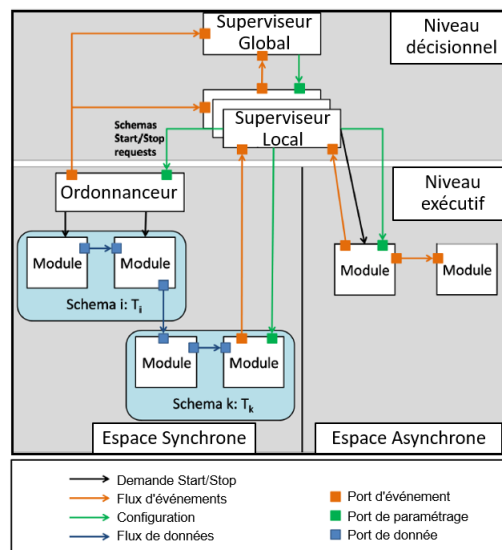 Superviseur
Global
Niveau
décisionnel
Schemas
Start/Stop
requests
Superviseur
Local
Ordonnanceur
Niveau
exécutif
Module
Module
Module
Module
Schema i: Ti
Module
Module
Schema k: Tk
Espace Synchrone
Espace Asynchrone
Demande Start/Stop
Flux d'événements
Configuration
Flux de données
Port d'événement
Port de paramétrage
Port de donnée